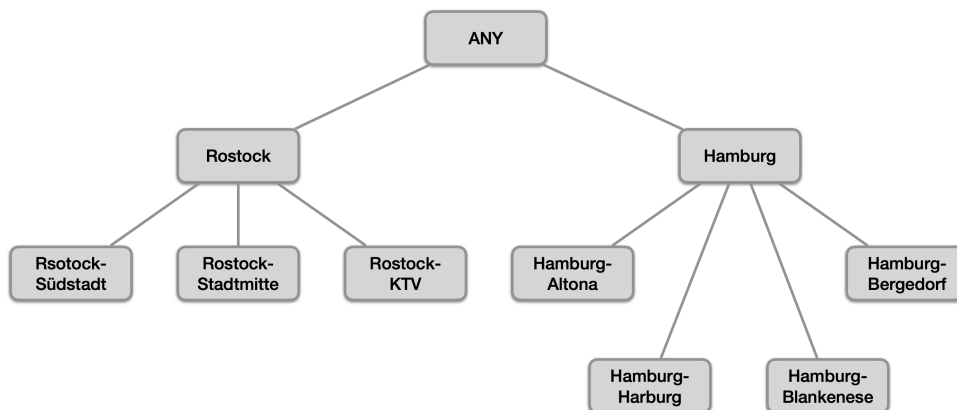 ANY
Rostock
Hamburg
Rsotock-
Südstadt
Rostock-
Stadtmitte
Rostock-
KTV
Hamburg-
Altona
Hamburg-
Bergedorf
Hamburg-
Harburg
Hamburg-
Blankenese